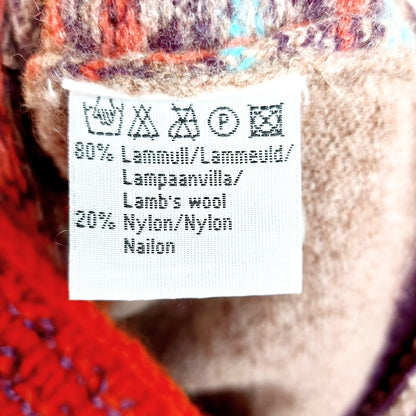 P
80% Lammull/Lammeuld/
Lampaanvilla/
Lamb's wool
20% Nylon/Nylon
Nailon